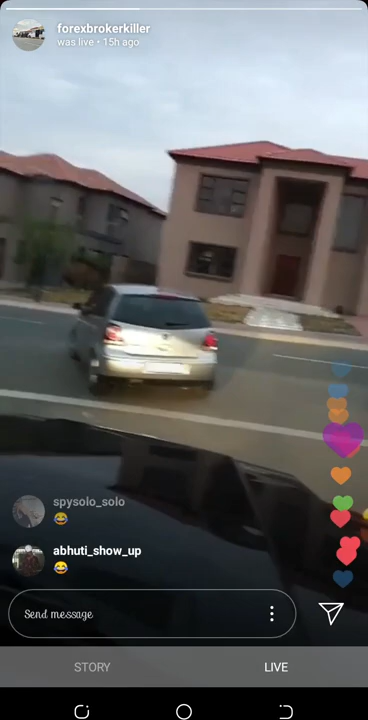 forexbrokerkiller
was live • 15h ago
spysolo_solo
😂
abhuti_show_up
😂
Send message
STORY
LIVE